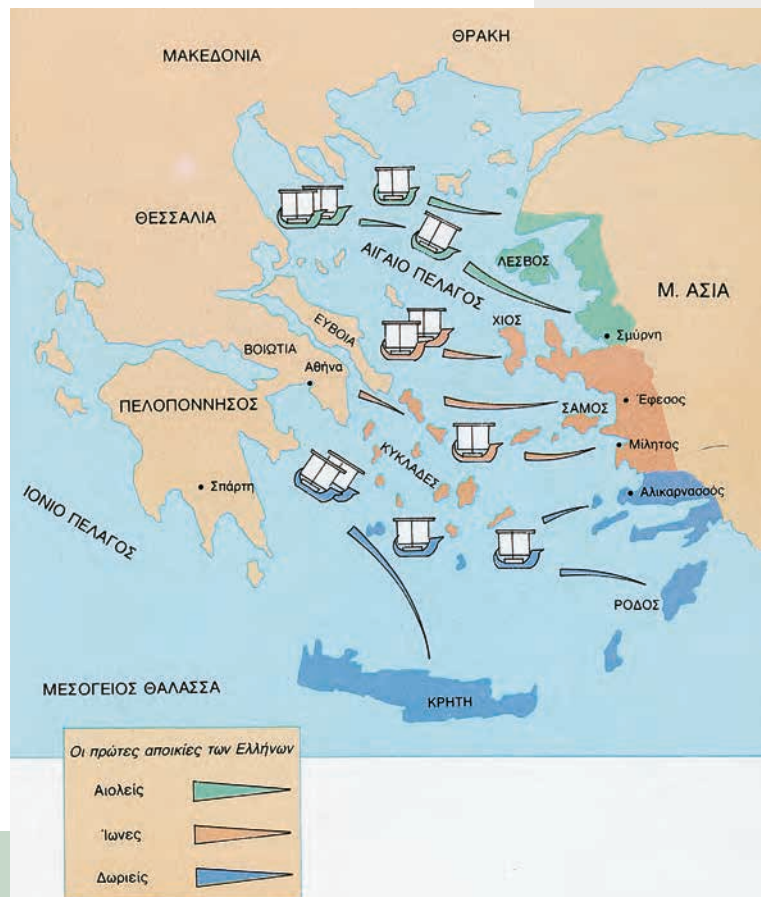 ΘΡΑΚΗ
ΜΑΚΕΔΟΝΙΑ
ΘΕΣΣΑΛΙΑ
ΑΙΓΑΙΟ ΠΕΛΑΓΟΣ
ΛΕΣΒΟΣ
Μ. ΑΣΙΑ
ΧΙΟΣ
Σμύρνη
ΕΥΒΟΙΑ
ΒΟΙΩΤΙΑ
Αθήνα
ΠΕΛΟΠΟΝΝΗΣΟΣ
ΣΑΜΟΣ
Έφεσος
Μίλητος
ΚΥΚΛΑΔΕΣ
Σπάρτη
Αλικαρνασσός
ΙΟΝΙΟ ΠΕΛΑΓΟΣ
ΡΟΔΟΣ
ΜΕΣΟΓΕΙΟΣ ΘΑΛΑΣΣΑ
ΚΡΗΤΗ
Οι πρώτες αποικίες των Ελλήνων
Αιολείς
Ίωνες
Δωριείς